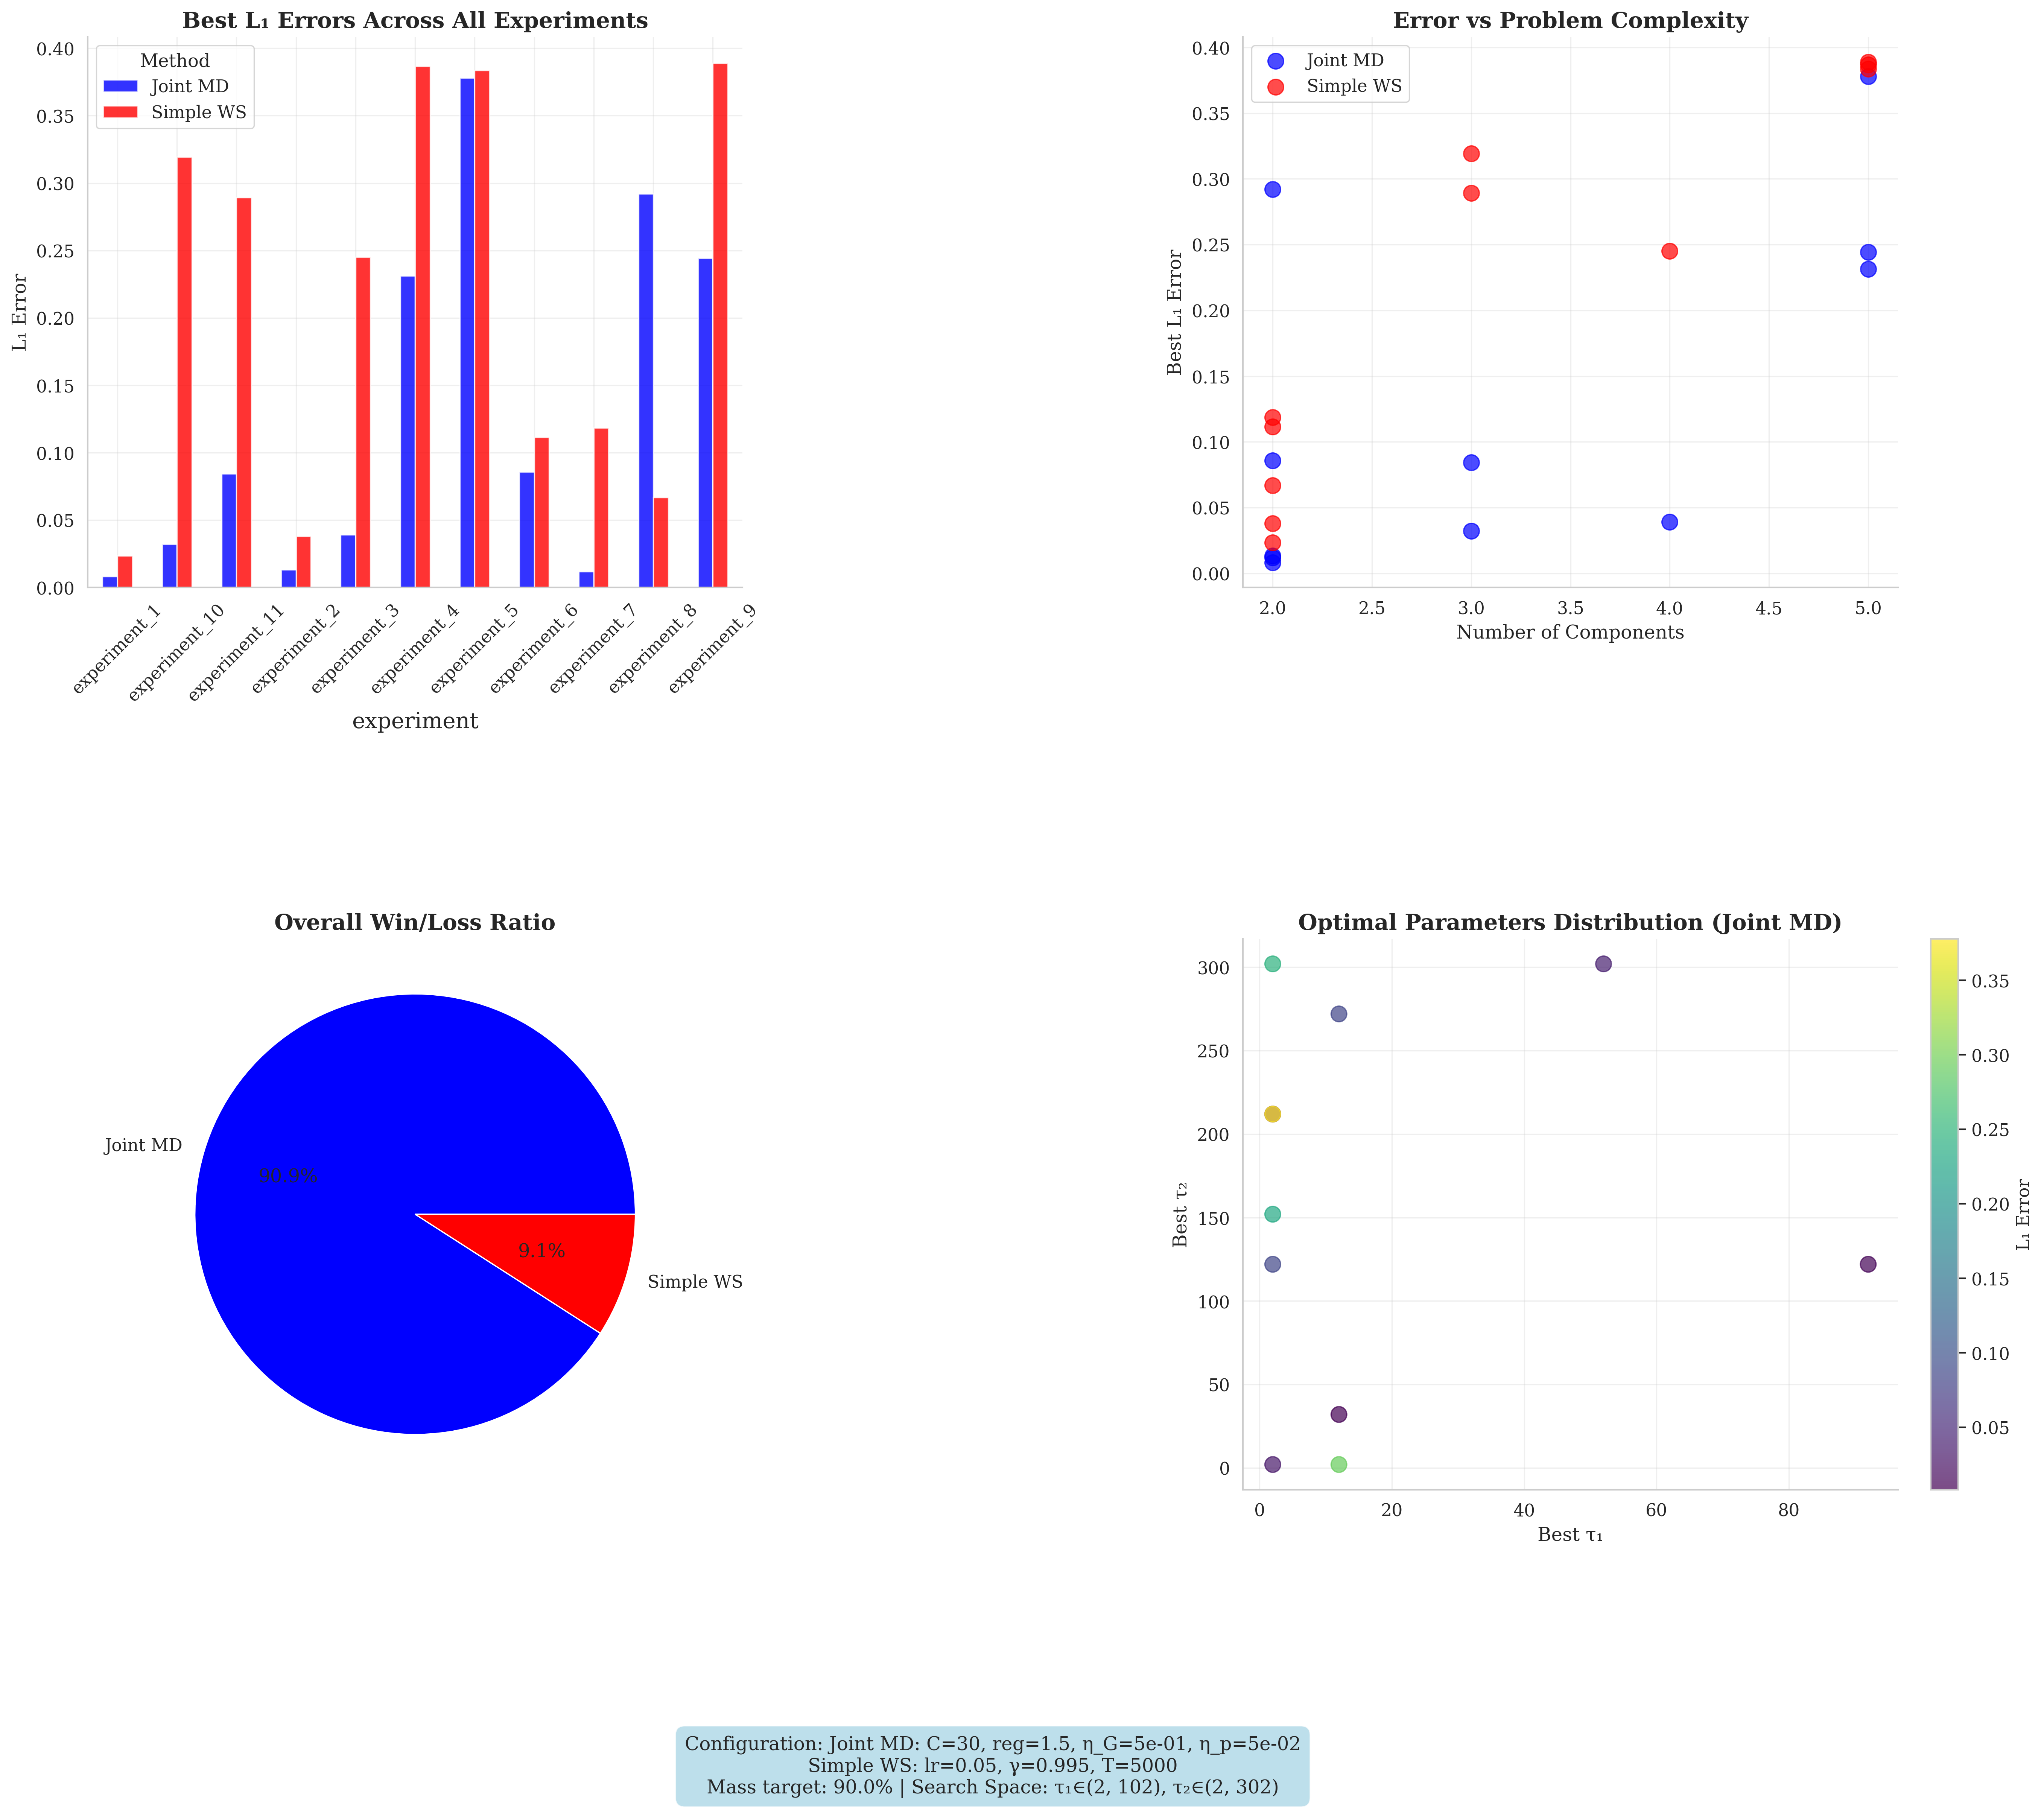 Best L₁ Errors Across All Experiments
L₁ Error
0.40
0.35
0.30
0.25
0.20
0.15
0.10
0.05
0.00
Method
Joint MD
Simple WS
experiment_1
experiment_10
experiment_11
experiment_2
experiment_3
experiment_4
experiment_5
experiment_6
experiment_7
experiment_8
experiment_9
experiment
Error vs Problem Complexity
Best L₁ Error
0.40
0.35
0.30
0.25
0.20
0.15
0.10
0.05
0.00
Joint MD
Simple WS
2.0 2.5 3.0 3.5 4.0 4.5 5.0
Number of Components
Overall Win/Loss Ratio
Joint MD
90.9%
9.1%
Simple WS
Optimal Parameters Distribution (Joint MD)
Best τ₂
300
250
200
150
100
50
0
0 20 40 60 80
Best τ₁
0.35
0.30
0.25
0.20
0.15
0.10
0.05
L₁ Error
Configuration: Joint MD: C=30, reg=1.5, η_G=5e-01, η_p=5e-02
Simple WS: lr=0.05, γ=0.995, T=5000
Mass target: 90.0% | Search Space: τ₁∈(2, 102), τ₂∈(2, 302)